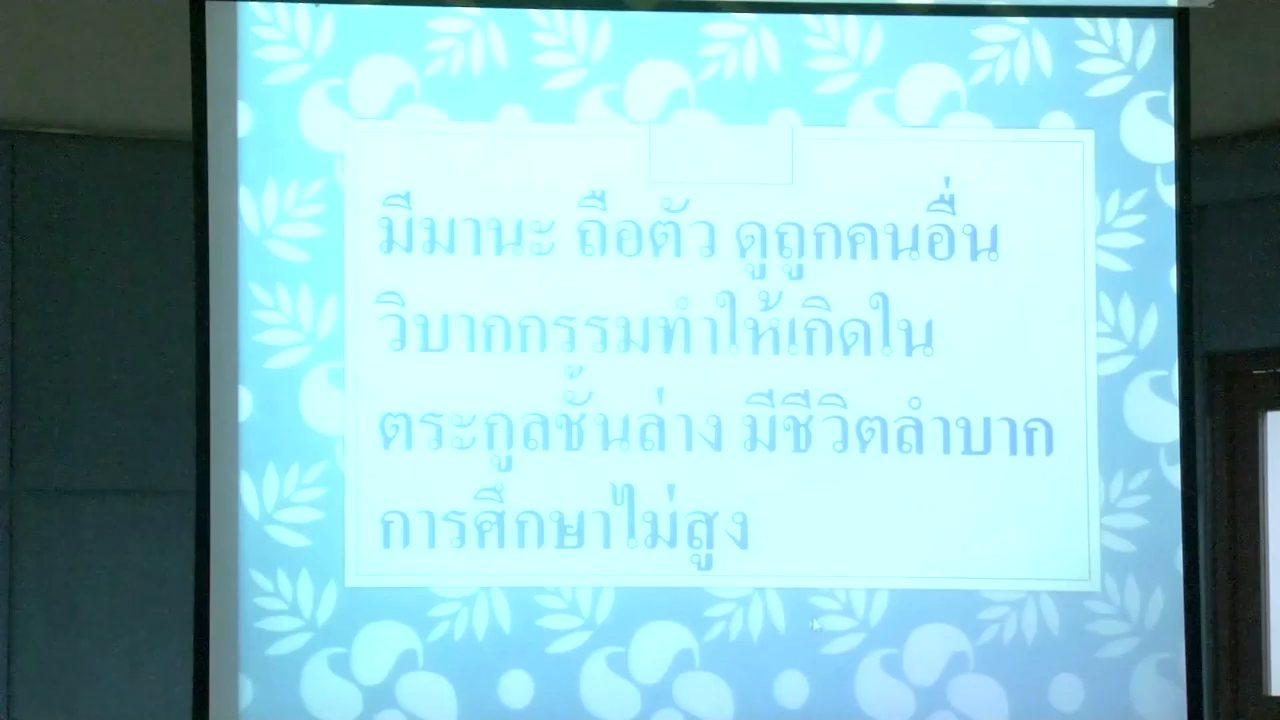 มีมานะ ถือตัว ดูถูกคนอื่น
วิบากกรรมทำให้เกิดใน
ตระกูลชั้นล่าง มีชีวิตลำบาก
การศึกษาไม่สูง